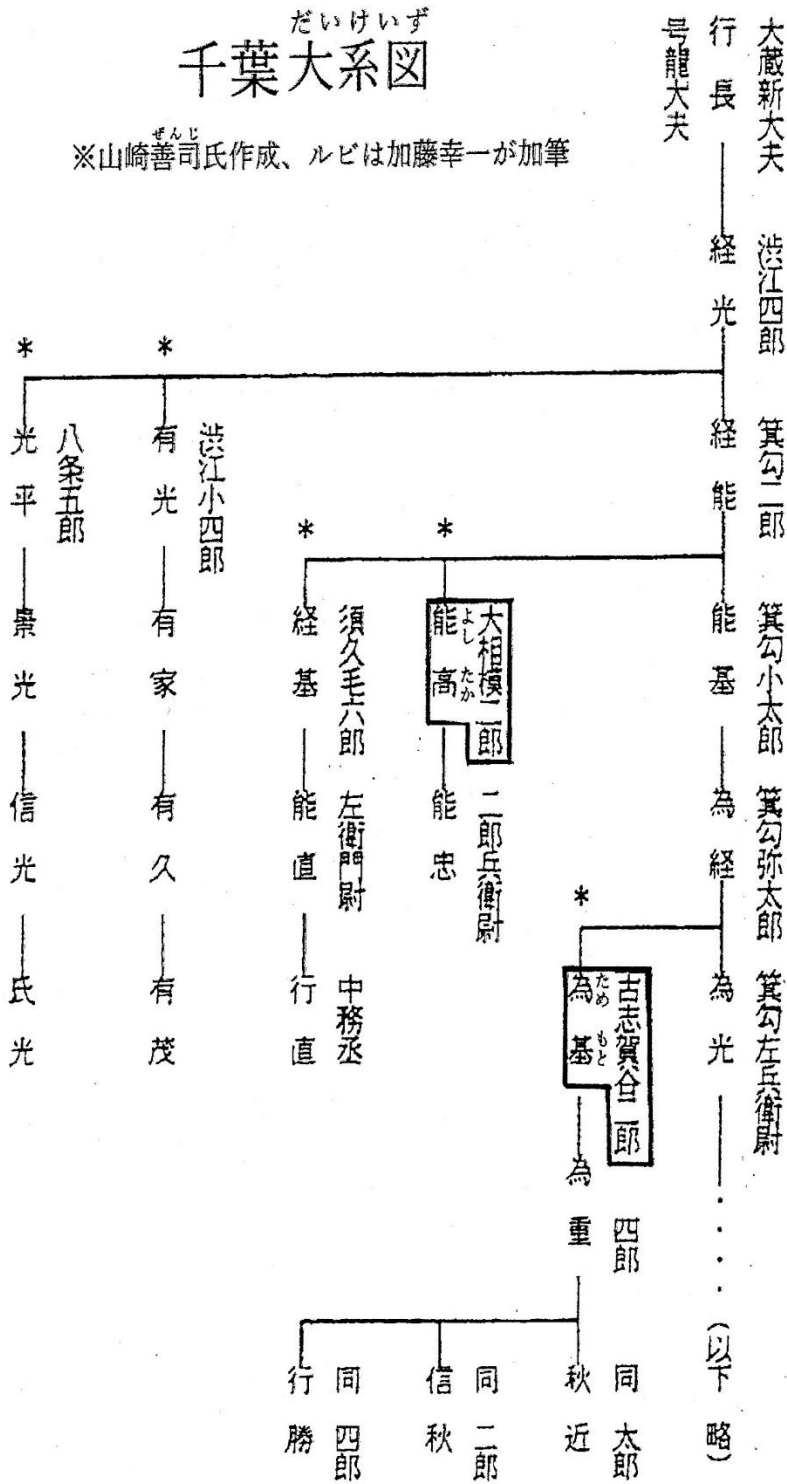 千葉大系図
だいけいず
※山崎善司氏作成、ルビは加藤幸一が加筆
ぜんじ
大蔵新大夫
行長
号龍大夫
渋江四郎
経光
箕勾二郎
経能
箕勾小太郎
能基
箕勾弥太郎
為経
箕勾左兵衛尉
為光
・・・・(以下略)
*
古志賀谷二郎
為基
ため もと
四郎
為重
同太郎
秋近
同二郎
信秋
同四郎
行勝
*
大相模二郎
能高
よし たか
二郎兵衛尉
能忠
*
須久毛六郎
経基
左衛門尉
能直
中務丞
行直
*
渋江小四郎
有光
有家
有久
有茂
*
八条五郎
光平
景光
信光
氏光